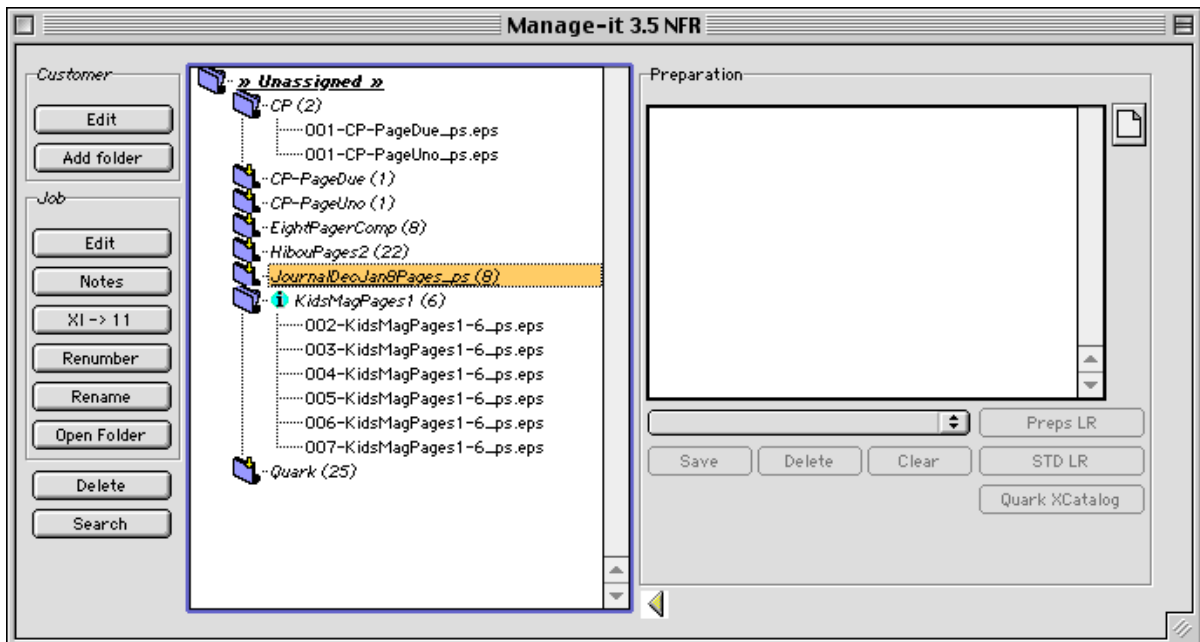 Manage-it 3.5 NFR
Customer
Edit
Add folder
Job
Edit
Notes
XI -> 11
Renumber
Rename
Open Folder
Delete
Search
» Unassigned »
CP (2)
001-CP-PageDue_ps.eps
001-CP-PageUno_ps.eps
CP-PageDue (1)
CP-PageUno (1)
EightPagerComp (8)
HibouPages2 (22)
JournalDecJan8Pages_ps (8)
i KidsMagPages1 (6)
002-KidsMagPages1-6_ps.eps
003-KidsMagPages1-6_ps.eps
004-KidsMagPages1-6_ps.eps
005-KidsMagPages1-6_ps.eps
006-KidsMagPages1-6_ps.eps
007-KidsMagPages1-6_ps.eps
Quark (25)
Preparation
Preps LR
Save Delete Clear STD LR
Quark XCatalog